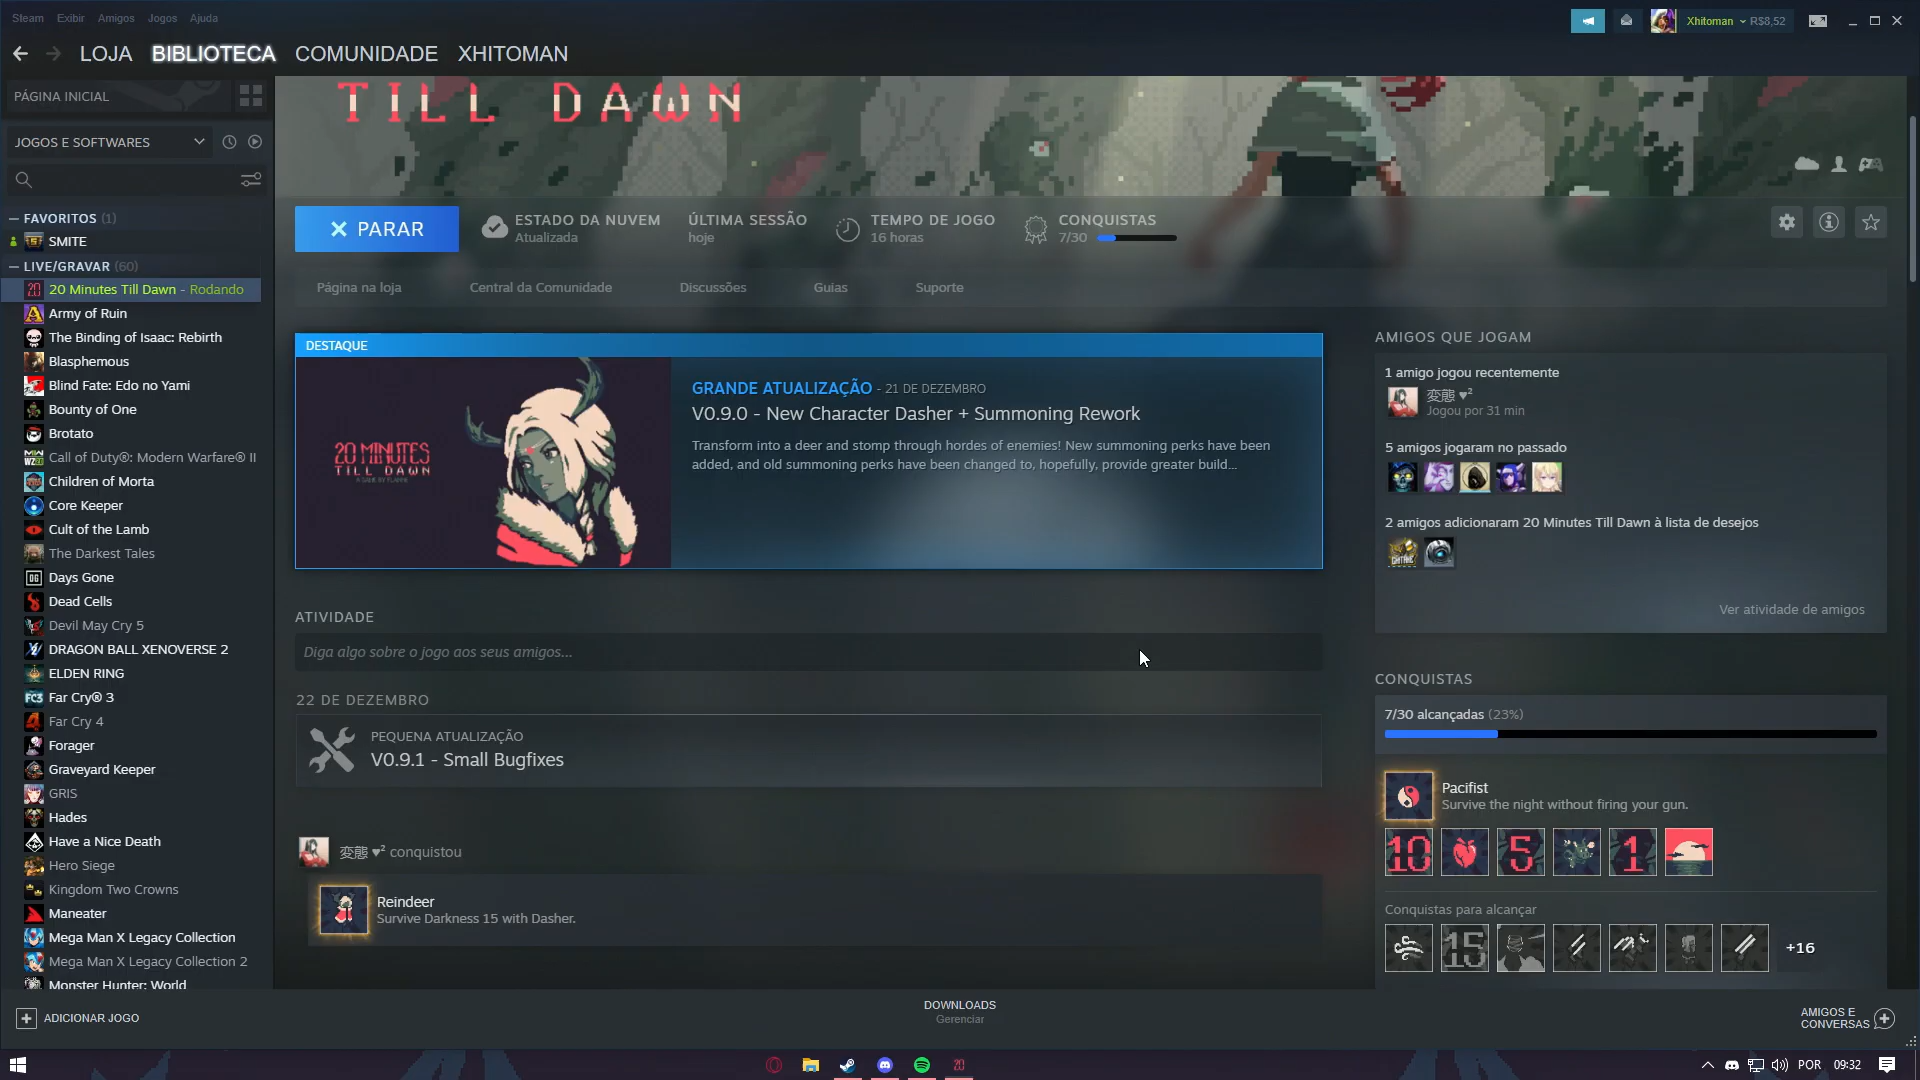 Steam Exibir Amigos Jogos Ajuda
Xhitoman R$8,52
LOJA BIBLIOTECA COMUNIDADE XHITOMAN
PÁGINA INICIAL
JOGOS E SOFTWARES
FAVORITOS (1)
SMITE
LIVE/GRAVAR (60)
20 Minutes Till Dawn - Rodando
Army of Ruin
The Binding of Isaac: Rebirth
Blasphemous
Blind Fate: Edo no Yami
Bounty of One
Brotato
Call of Duty®: Modern Warfare® II
Children of Morta
Core Keeper
Cult of the Lamb
The Darkest Tales
Days Gone
Dead Cells
Devil May Cry 5
DRAGON BALL XENOVERSE 2
ELDEN RING
Far Cry® 3
Far Cry 4
Forager
Graveyard Keeper
GRIS
Hades
Have a Nice Death
Hero Siege
Kingdom Two Crowns
Maneater
Mega Man X Legacy Collection
Mega Man X Legacy Collection 2
Monster Hunter: World
ADICIONAR JOGO
TILL DAWN
PARAR
ESTADO DA NUVEM
Atualizada
ÚLTIMA SESSÃO
hoje
TEMPO DE JOGO
16 horas
CONQUISTAS
7/30
Página na loja Central da Comunidade Discussões Guias Suporte
DESTAQUE
20 MINUTES
TILL DAWN
A GAME BY FLANNE
GRANDE ATUALIZAÇÃO - 21 DE DEZEMBRO
V0.9.0 - New Character Dasher + Summoning Rework
Transform into a deer and stomp through hordes of enemies! New summoning perks have been
added, and old summoning perks have been changed to, hopefully, provide greater build...
ATIVIDADE
Diga algo sobre o jogo aos seus amigos...
22 DE DEZEMBRO
PEQUENA ATUALIZAÇÃO
V0.9.1 - Small Bugfixes
変態 ♥² conquistou
Reindeer
Survive Darkness 15 with Dasher.
AMIGOS QUE JOGAM
1 amigo jogou recentemente
変態 ♥²
Jogou por 31 min
5 amigos jogaram no passado
2 amigos adicionaram 20 Minutes Till Dawn à lista de desejos
Ver atividade de amigos
CONQUISTAS
7/30 alcançadas (23%)
Pacifist
Survive the night without firing your gun.
10 5 1
Conquistas para alcançar
15
+16
DOWNLOADS
Gerenciar
AMIGOS E
CONVERSAS
20
POR 09:32